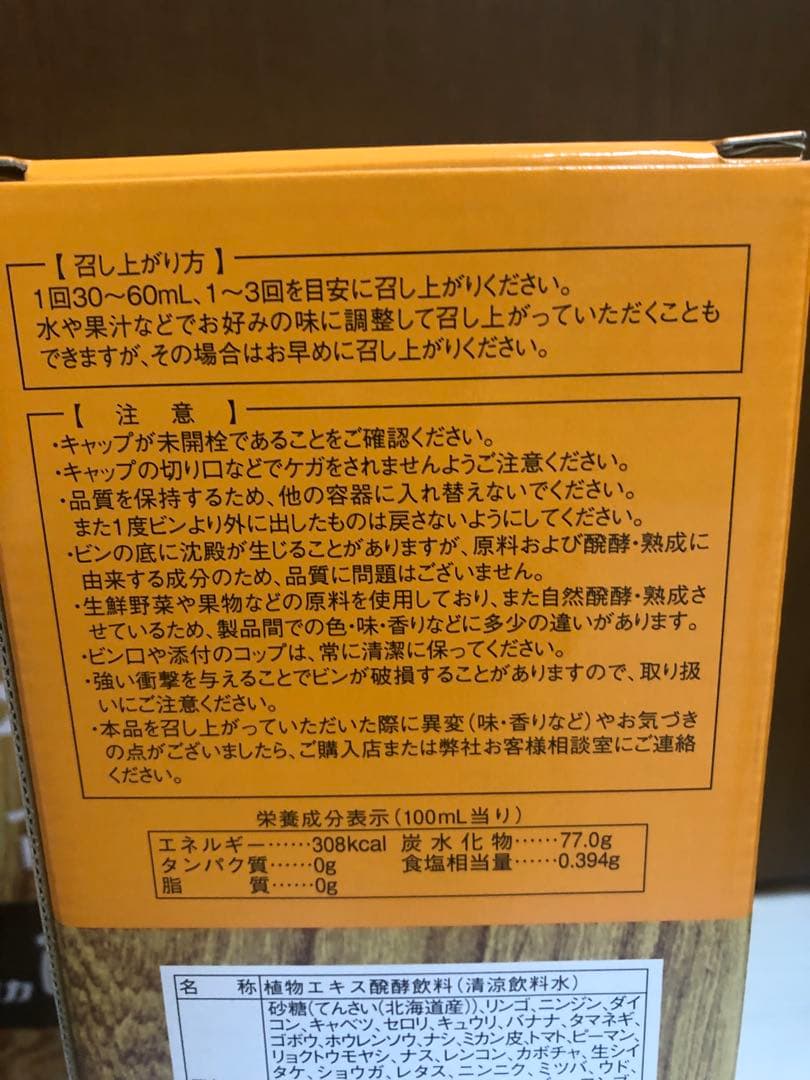 【召し上がり方】
1回30～60mL、1～3回を目安に召し上がりください。
水や果汁などでお好みの味に調整して召し上がっていただくことも
できますが、その場合はお早めに召し上がりください。
【注意】
・キャップが未開栓であることをご確認ください。
・キャップの切り口などでケガをされませんようご注意ください。
・品質を保持するため、他の容器に入れ替えないでください。
また1度ビンより外に出したものは戻さないようにしてください。
・ビンの底に沈殿が生じることがありますが、原料および醗酵・熟成に
由来する成分のため、品質に問題はございません。
・生鮮野菜や果物などの原料を使用しており、また自然醗酵・熟成さ
せているため、製品間での色・味・香りなどに多少の違いがあります。
・ビン口や添付のコップは、常に清潔に保ってください。
・強い衝撃を与えることでビンが破損することがありますので、取り扱
いにご注意ください。
・本品を召し上がっていただいた際に異変（味・香りなど）やお気づき
の点がございましたら、ご購入店または弊社お客様相談室にご連絡
ください。
栄養成分表示（100mL当り）
エネルギー……308kcal 炭水化物……77.0g
タンパク質……0g 食塩相当量……0.394g
脂質……0g
名称 植物エキス醗酵飲料（清涼飲料水）
砂糖（てんさい（北海道産））、リンゴ、ニンジン、ダイ
コン、キャベツ、セロリ、キュウリ、バナナ、タマネギ、
ゴボウ、ホウレンソウ、ナシ、ミカン皮、トマト、ピーマン、
リョクトウモヤシ、ナス、レンコン、カボチャ、生シイ
タケ、ショウガ、レタス、ニンニク、ミツバ、ウド、